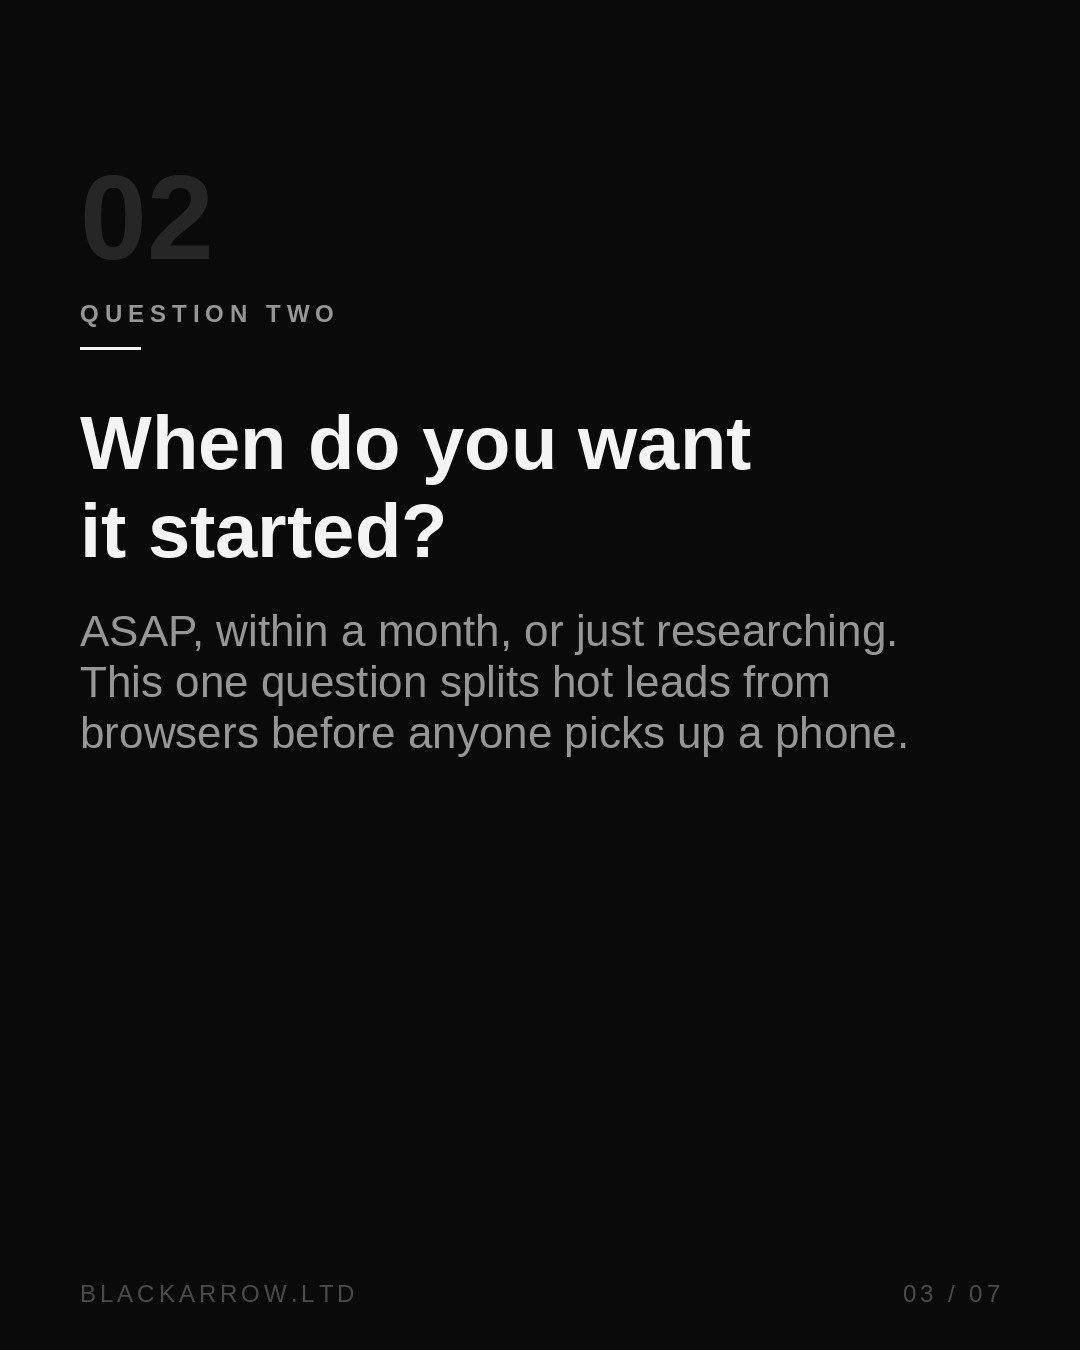 02
QUESTION TWO
When do you want
it started?
ASAP, within a month, or just researching.
This one question splits hot leads from
browsers before anyone picks up a phone.
BLACKARROW.LTD
03 / 07